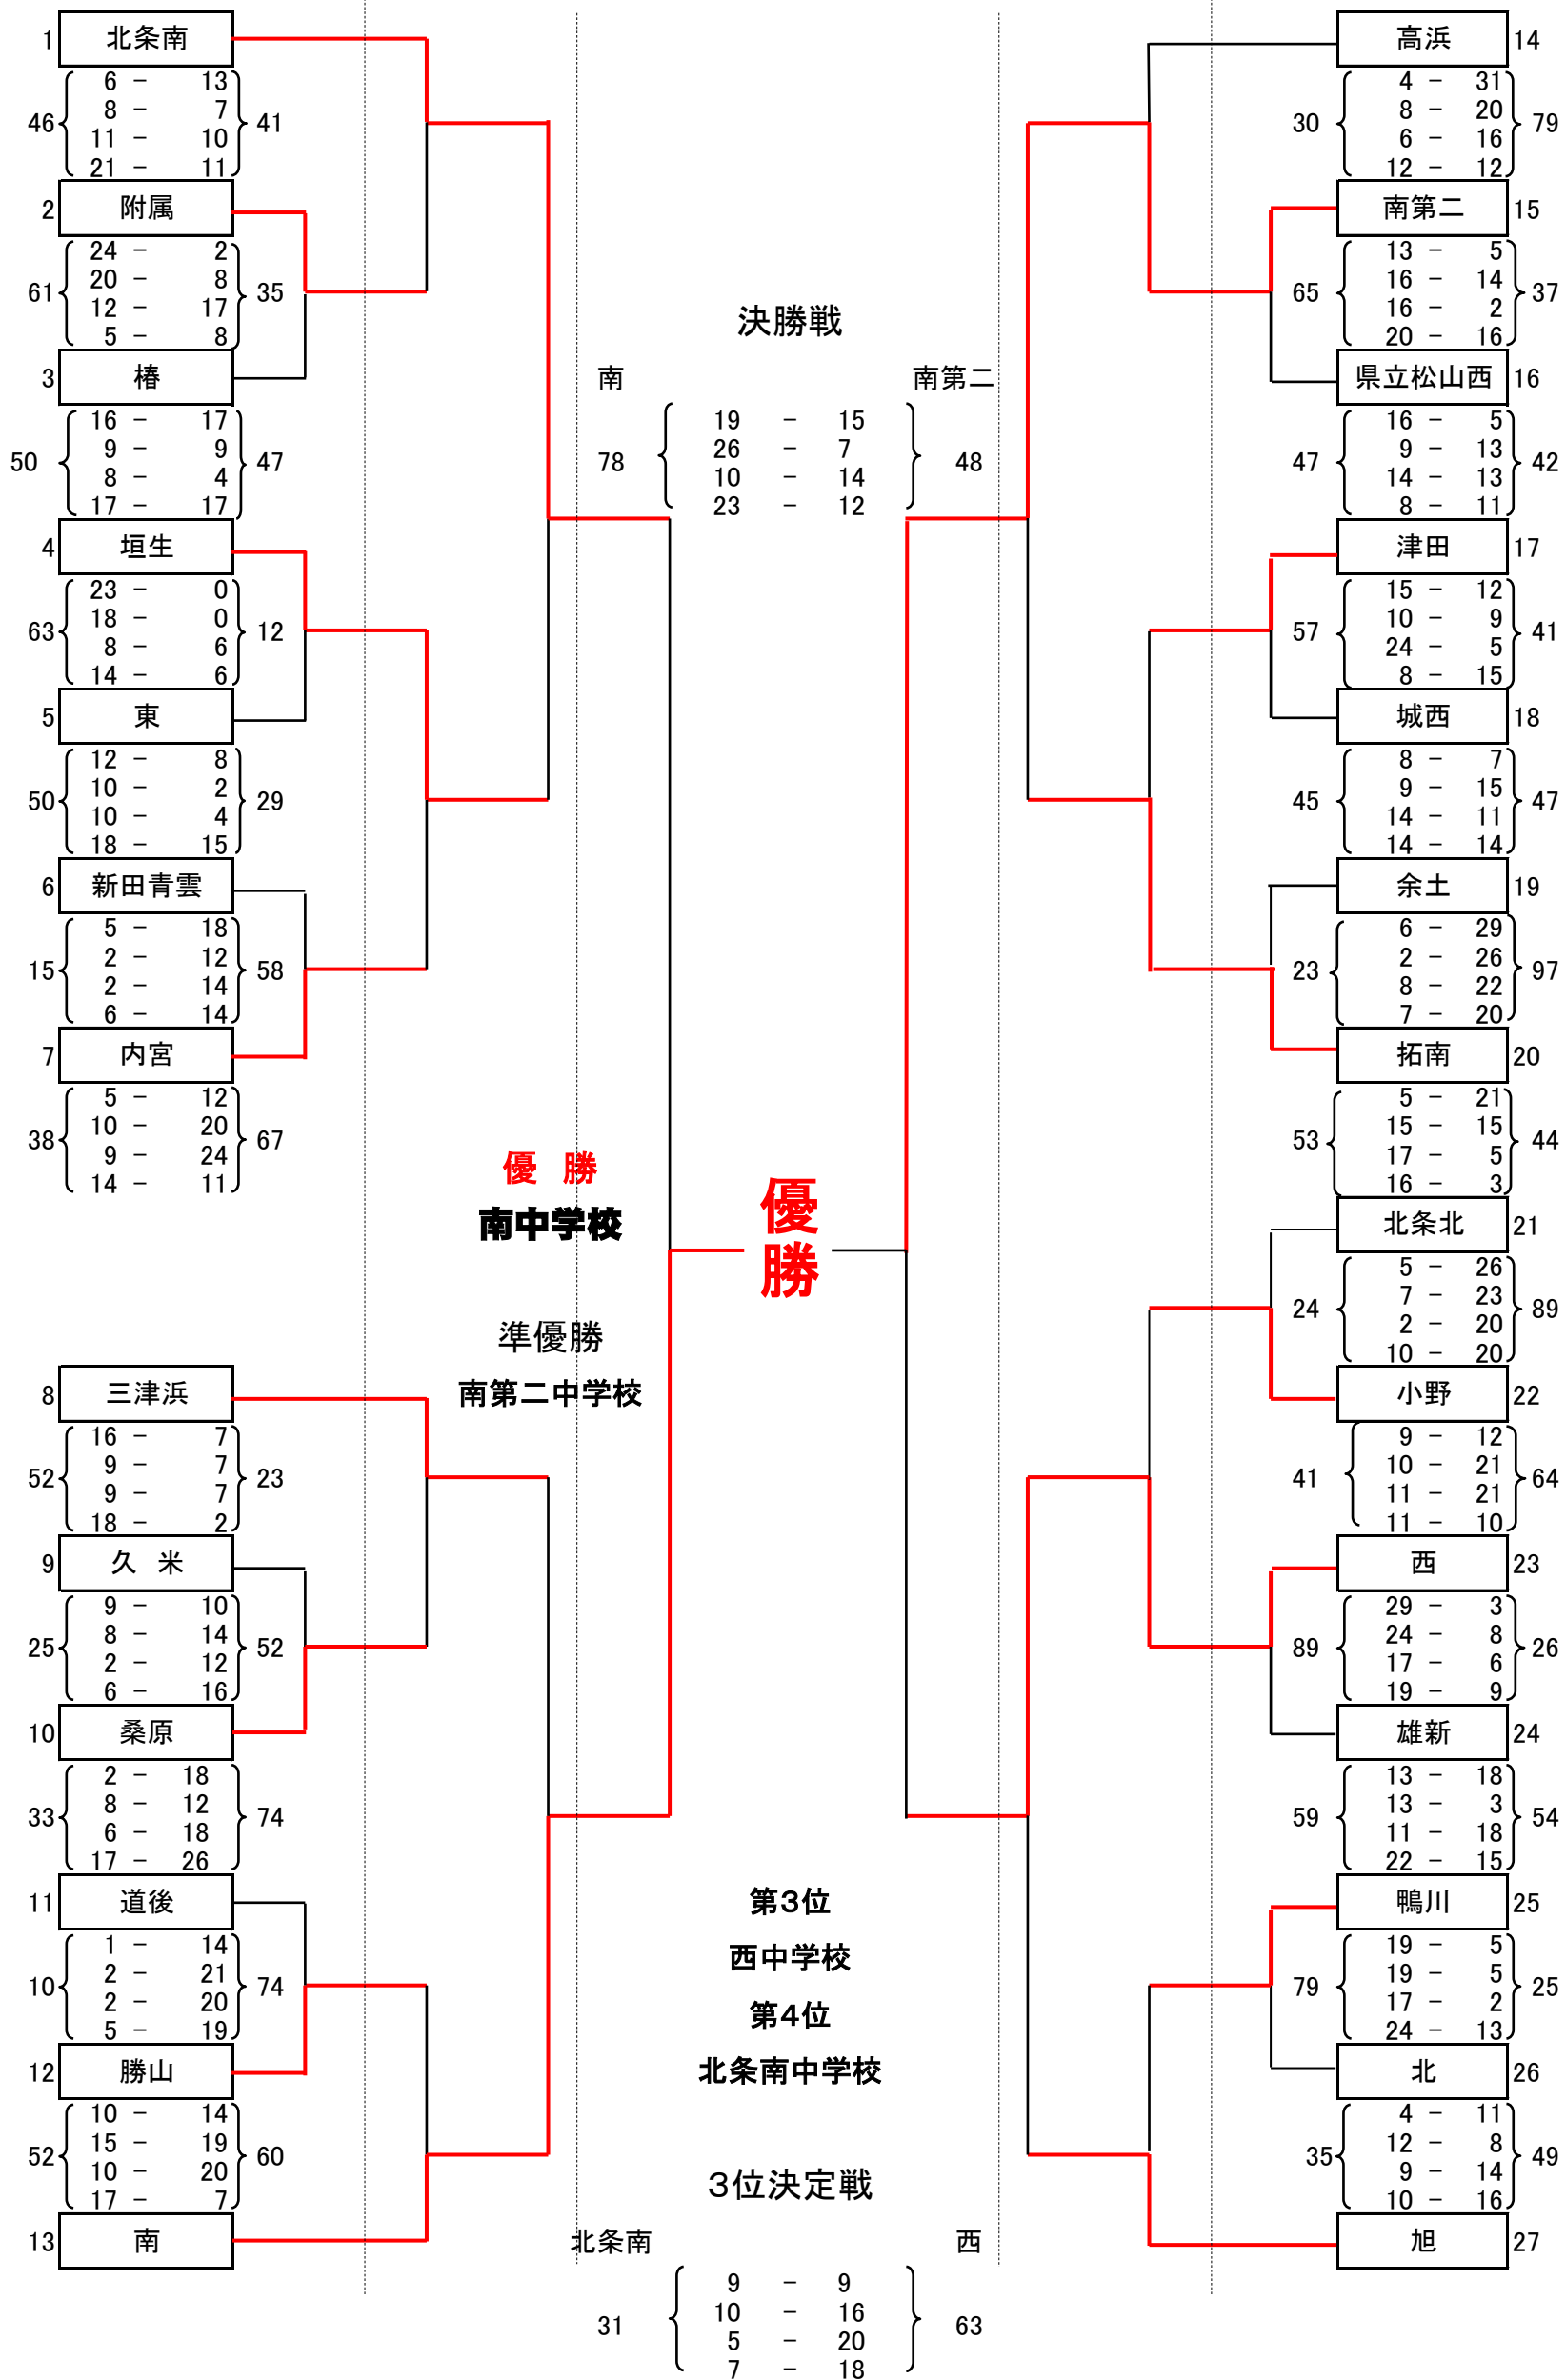 1 北条南
46 41
6 - 13
8 - 7
11 - 10
21 - 11
2 附属
61 35
24 - 2
20 - 8
12 - 17
5 - 8
3 椿
50 47
16 - 17
9 - 9
8 - 4
17 - 17
4 垣生
63 12
23 - 0
18 - 0
8 - 6
14 - 6
5 東
50 29
12 - 8
10 - 2
10 - 4
18 - 15
6 新田青雲
15 58
5 - 18
2 - 12
2 - 14
6 - 14
7 内宮
38 67
5 - 12
10 - 20
9 - 24
14 - 11
8 三津浜
52 23
16 - 7
9 - 7
9 - 7
18 - 2
9 久 米
25 52
9 - 10
8 - 14
2 - 12
6 - 16
10 桑原
33 74
2 - 18
8 - 12
6 - 18
17 - 26
11 道後
10 74
1 - 14
2 - 21
2 - 20
5 - 19
12 勝山
52 60
10 - 14
15 - 19
10 - 20
17 - 7
13 南
決勝戦
南 南第二
78 48
19 - 15
26 - 7
10 - 14
23 - 12
優 勝
南中学校
優勝
準優勝
南第二中学校
第3位
西中学校
第4位
北条南中学校
3位決定戦
北条南 西
31 63
9 - 9
10 - 16
5 - 20
7 - 18
高浜 14
30 79
4 - 31
8 - 20
6 - 16
12 - 12
南第二 15
65 37
13 - 5
16 - 14
16 - 2
20 - 16
県立松山西 16
47 42
16 - 5
9 - 13
14 - 13
8 - 11
津田 17
57 41
15 - 12
10 - 9
24 - 5
8 - 15
城西 18
45 47
8 - 7
9 - 15
14 - 11
14 - 14
余土 19
23 97
6 - 29
2 - 26
8 - 22
7 - 20
拓南 20
53 44
5 - 21
15 - 15
17 - 5
16 - 3
北条北 21
24 89
5 - 26
7 - 23
2 - 20
10 - 20
小野 22
41 64
9 - 12
10 - 21
11 - 21
11 - 10
西 23
89 26
29 - 3
24 - 8
17 - 6
19 - 9
雄新 24
59 54
13 - 18
13 - 3
11 - 18
22 - 15
鴨川 25
79 25
19 - 5
19 - 5
17 - 2
24 - 13
北 26
35 49
4 - 11
12 - 8
9 - 14
10 - 16
旭 27